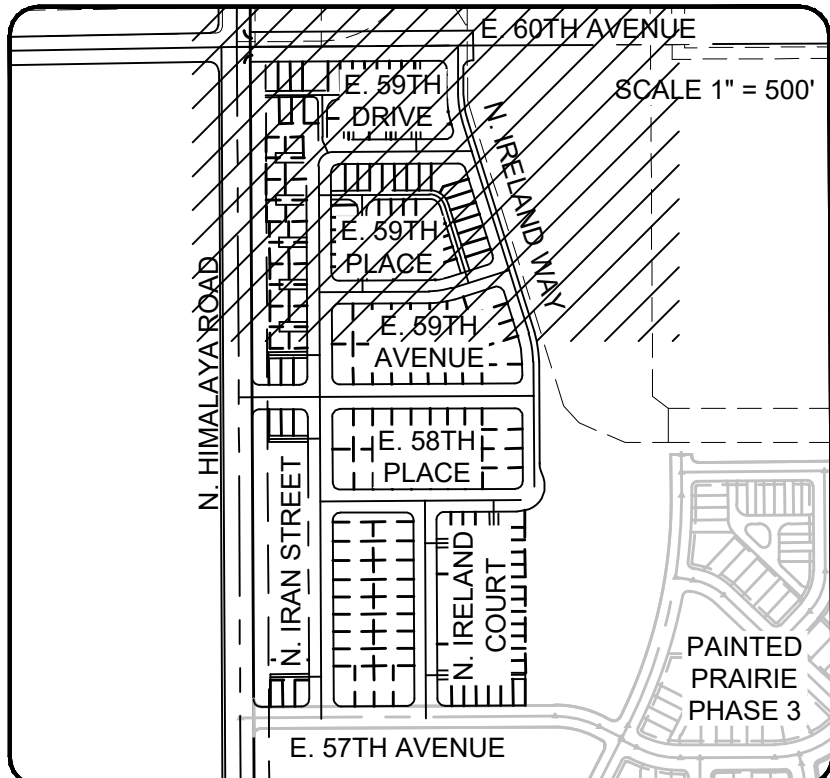 E. 60TH AVENUE
SCALE 1" = 500'
E. 59TH
DRIVE
N. IRELAND WAY
E. 59TH
PLACE
N. HIMALAYA ROAD
E. 59TH
AVENUE
E. 58TH
PLACE
N. IRAN STREET
N. IRELAND
COURT
PAINTED
PRAIRIE
PHASE 3
E. 57TH AVENUE